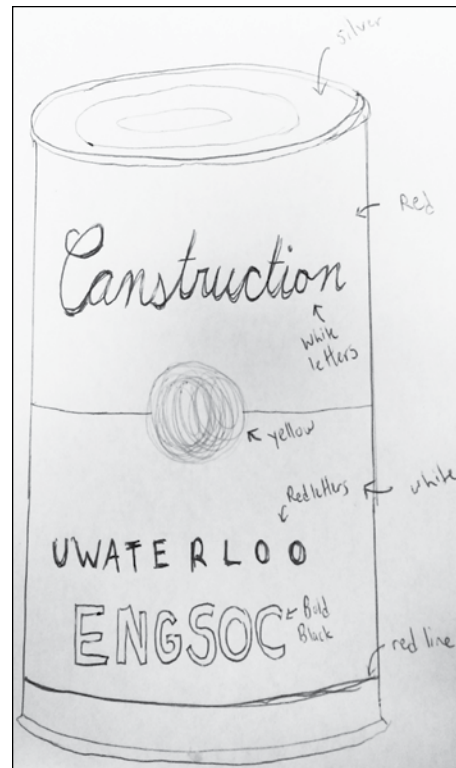 silver
Red
Canstruction
White
letters
yellow
Red letters
white
UWATERLOO
ENGSOC
Bold
Black
red line